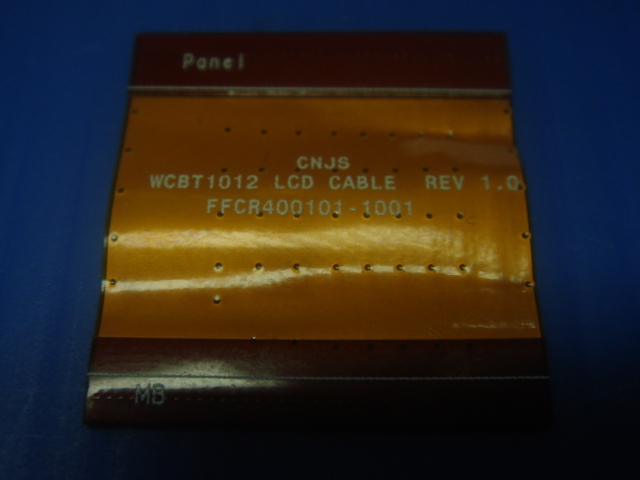 Panel
CNJS
WCBT1012 LCD CABLE REV 1.0
FFCR400101-1001
MB